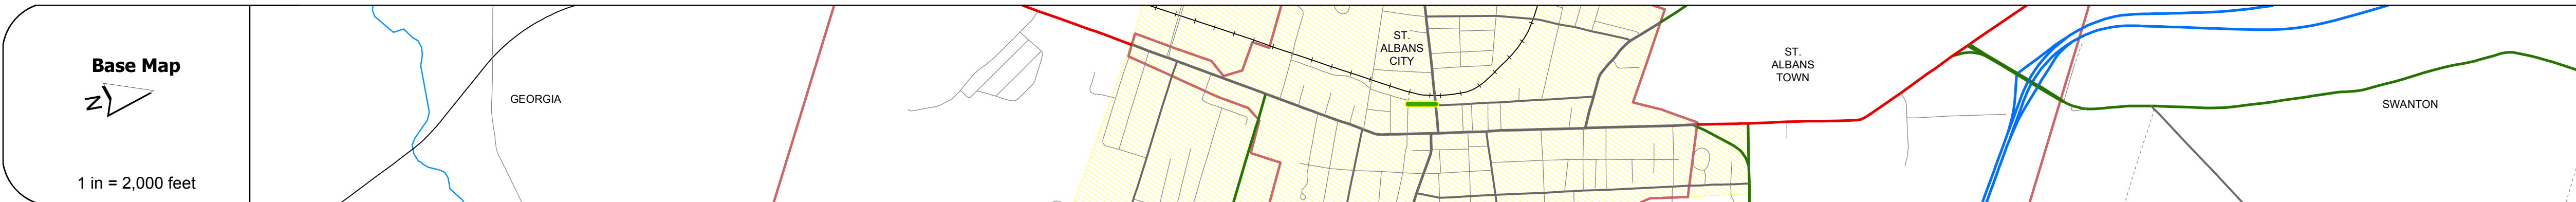 Base Map
N
1 in = 2,000 feet
GEORGIA
ST.
ALBANS
CITY
ST.
ALBANS
TOWN
SWANTON